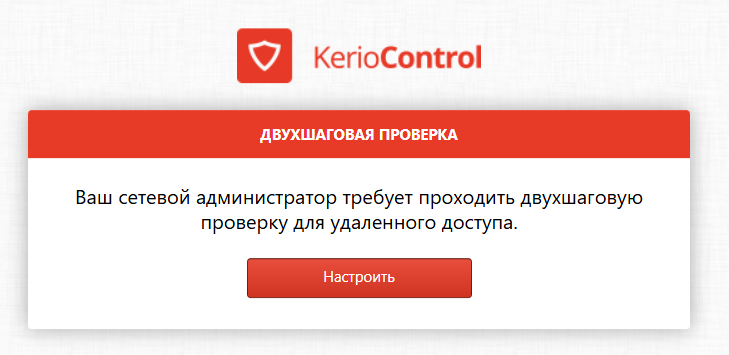 KerioControl
ДВУХШАГОВАЯ ПРОВЕРКА
Ваш сетевой администратор требует проходить двухшаговую
проверку для удаленного доступа.
Настроить